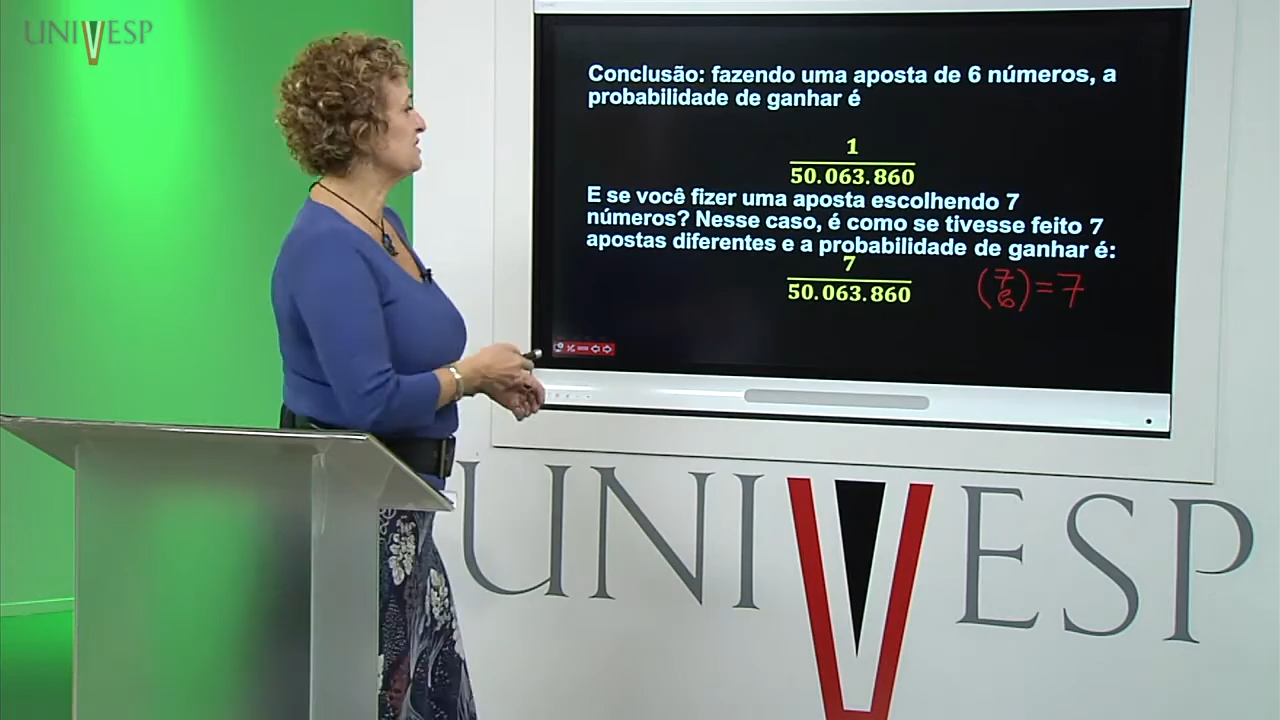 UNIVESP
Conclusão: fazendo uma aposta de 6 números, a
probabilidade de ganhar é
1
50.063.860
E se você fizer uma aposta escolhendo 7
números? Nesse caso, é como se tivesse feito 7
apostas diferentes e a probabilidade de ganhar é:
7
50.063.860
(7
6) = 7
UNIVESP